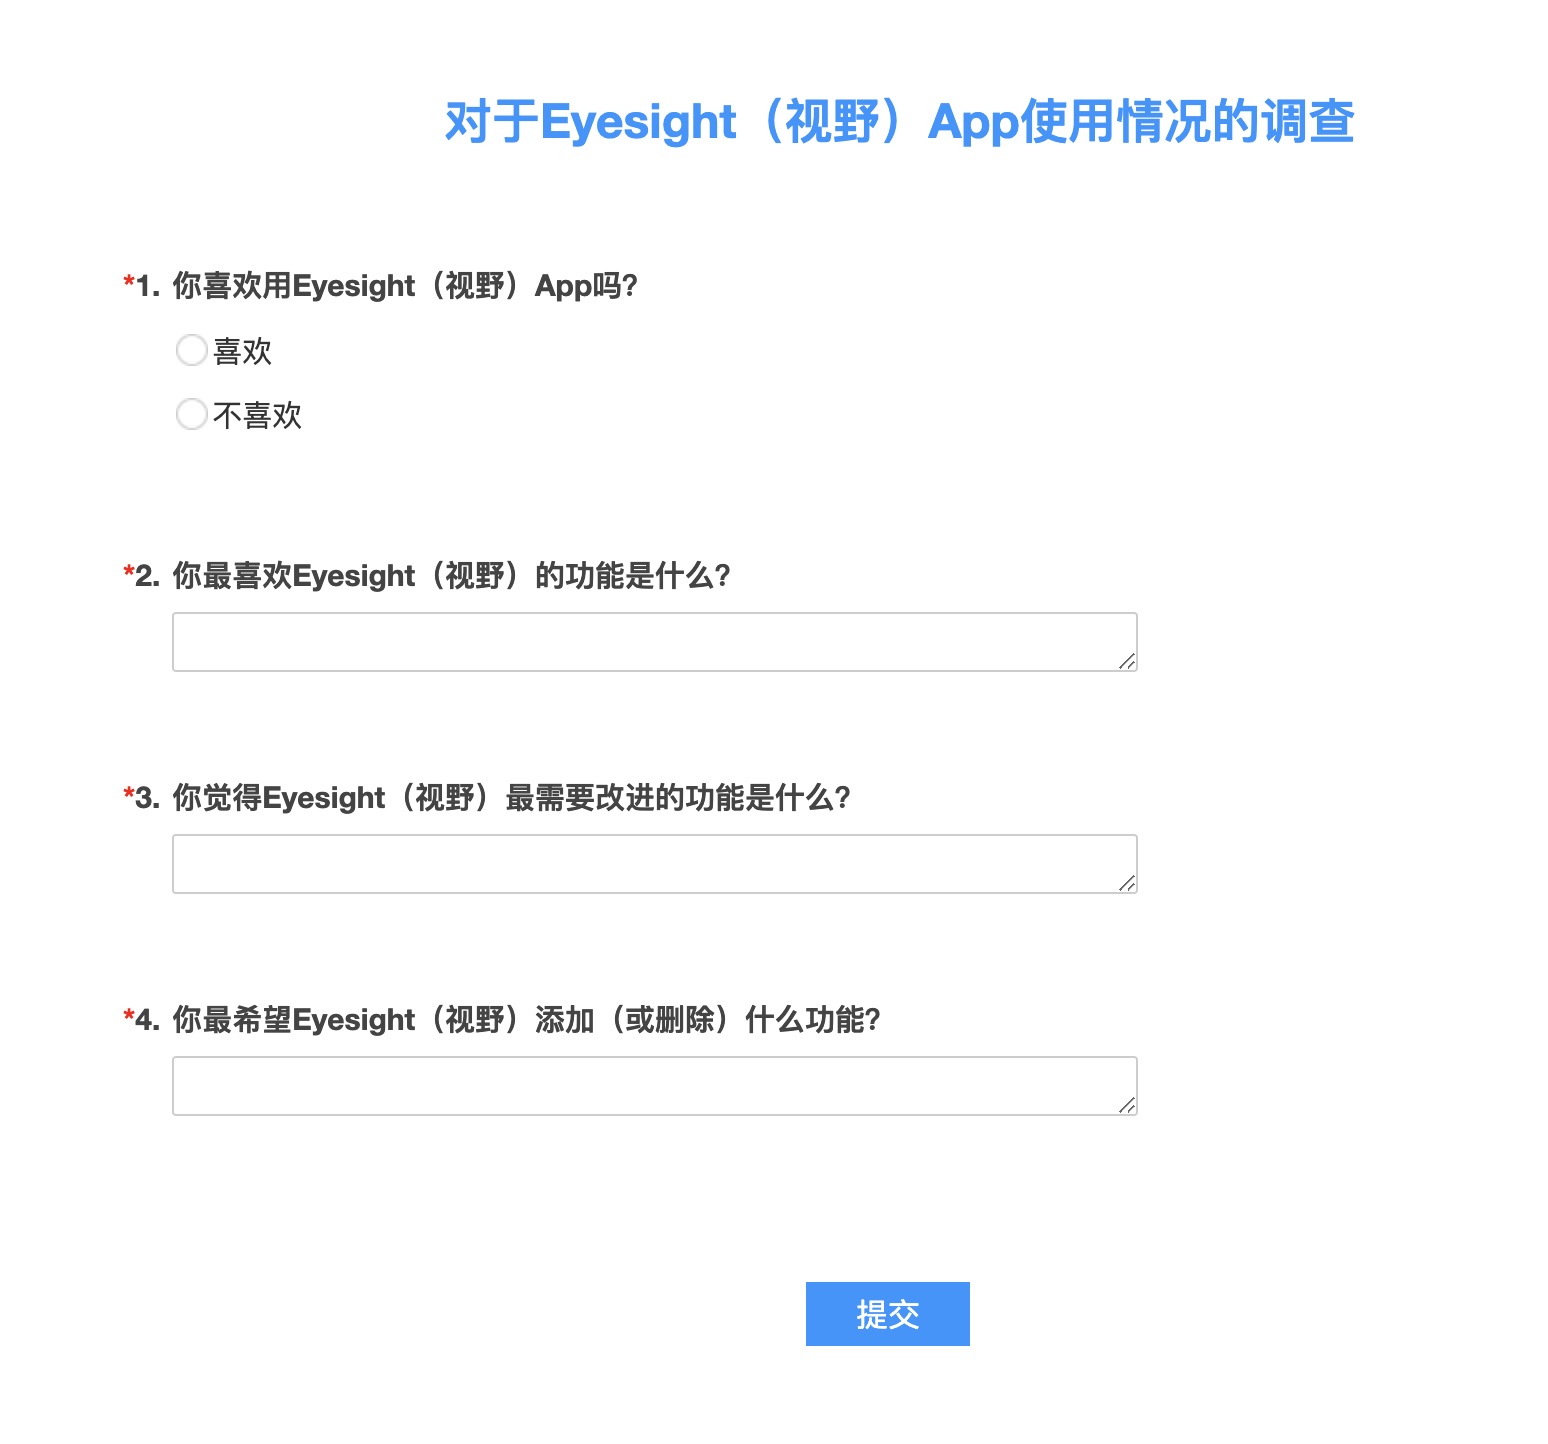 对于Eyesight（视野）App使用情况的调查
*1. 你喜欢用Eyesight（视野）App吗?
喜欢
不喜欢
*2. 你最喜欢Eyesight（视野）的功能是什么?
*3. 你觉得Eyesight（视野）最需要改进的功能是什么?
*4. 你最希望Eyesight（视野）添加（或删除）什么功能?
提交